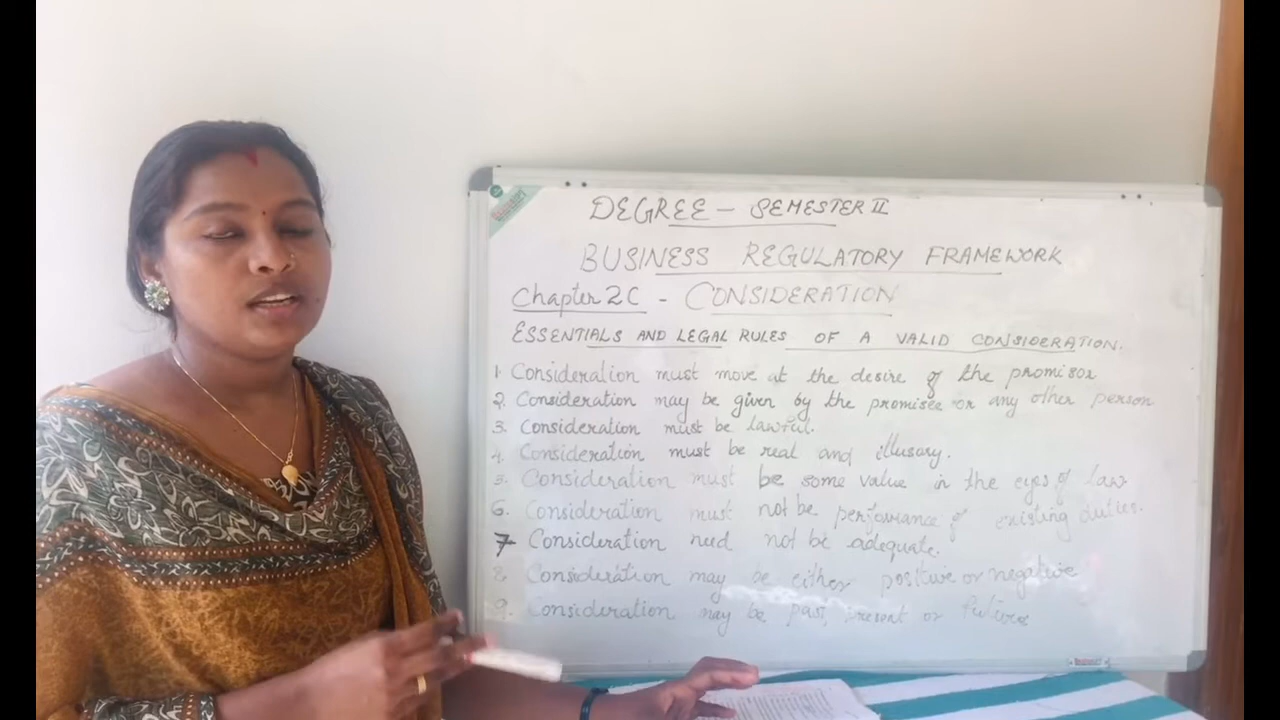 DEGREE - SEMESTER II
BUSINESS REGULATORY FRAMEWORK
Chapter 2C - CONSIDERATION
ESSENTIALS AND LEGAL RULES OF A VALID CONSIDERATION.
1. Consideration must move at the desire of the promisor
2. Consideration may be given by the promisee or any other person
3. Consideration must be lawful.
4. Consideration must be real and illusary.
5. Consideration must be some value in the eyes of law
6. Consideration must not be perfomance of existing duties.
7 Consideration need not be adequate.
8. Consideration may be either positive or negative
9. Consideration may be past, present or future